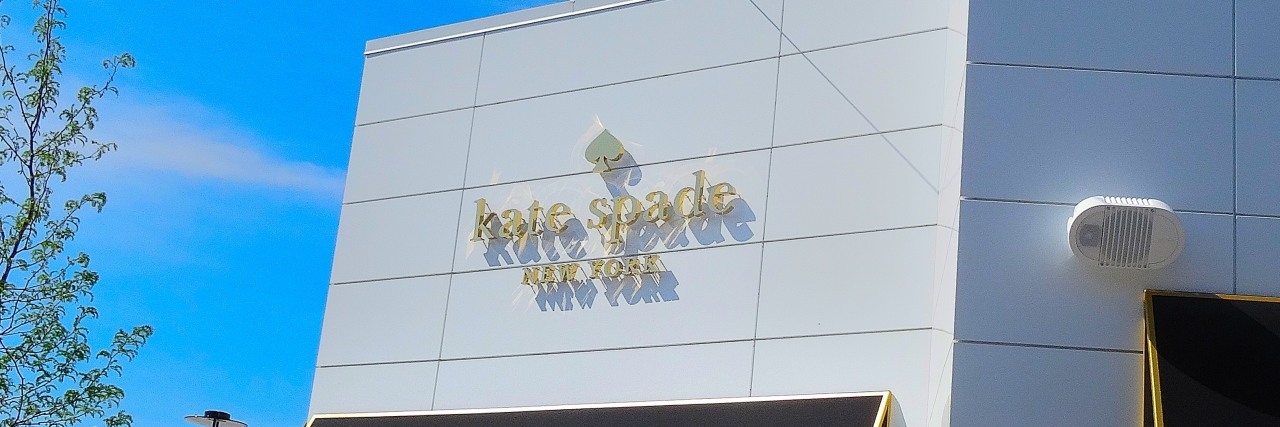 kate spade
NEW YORK